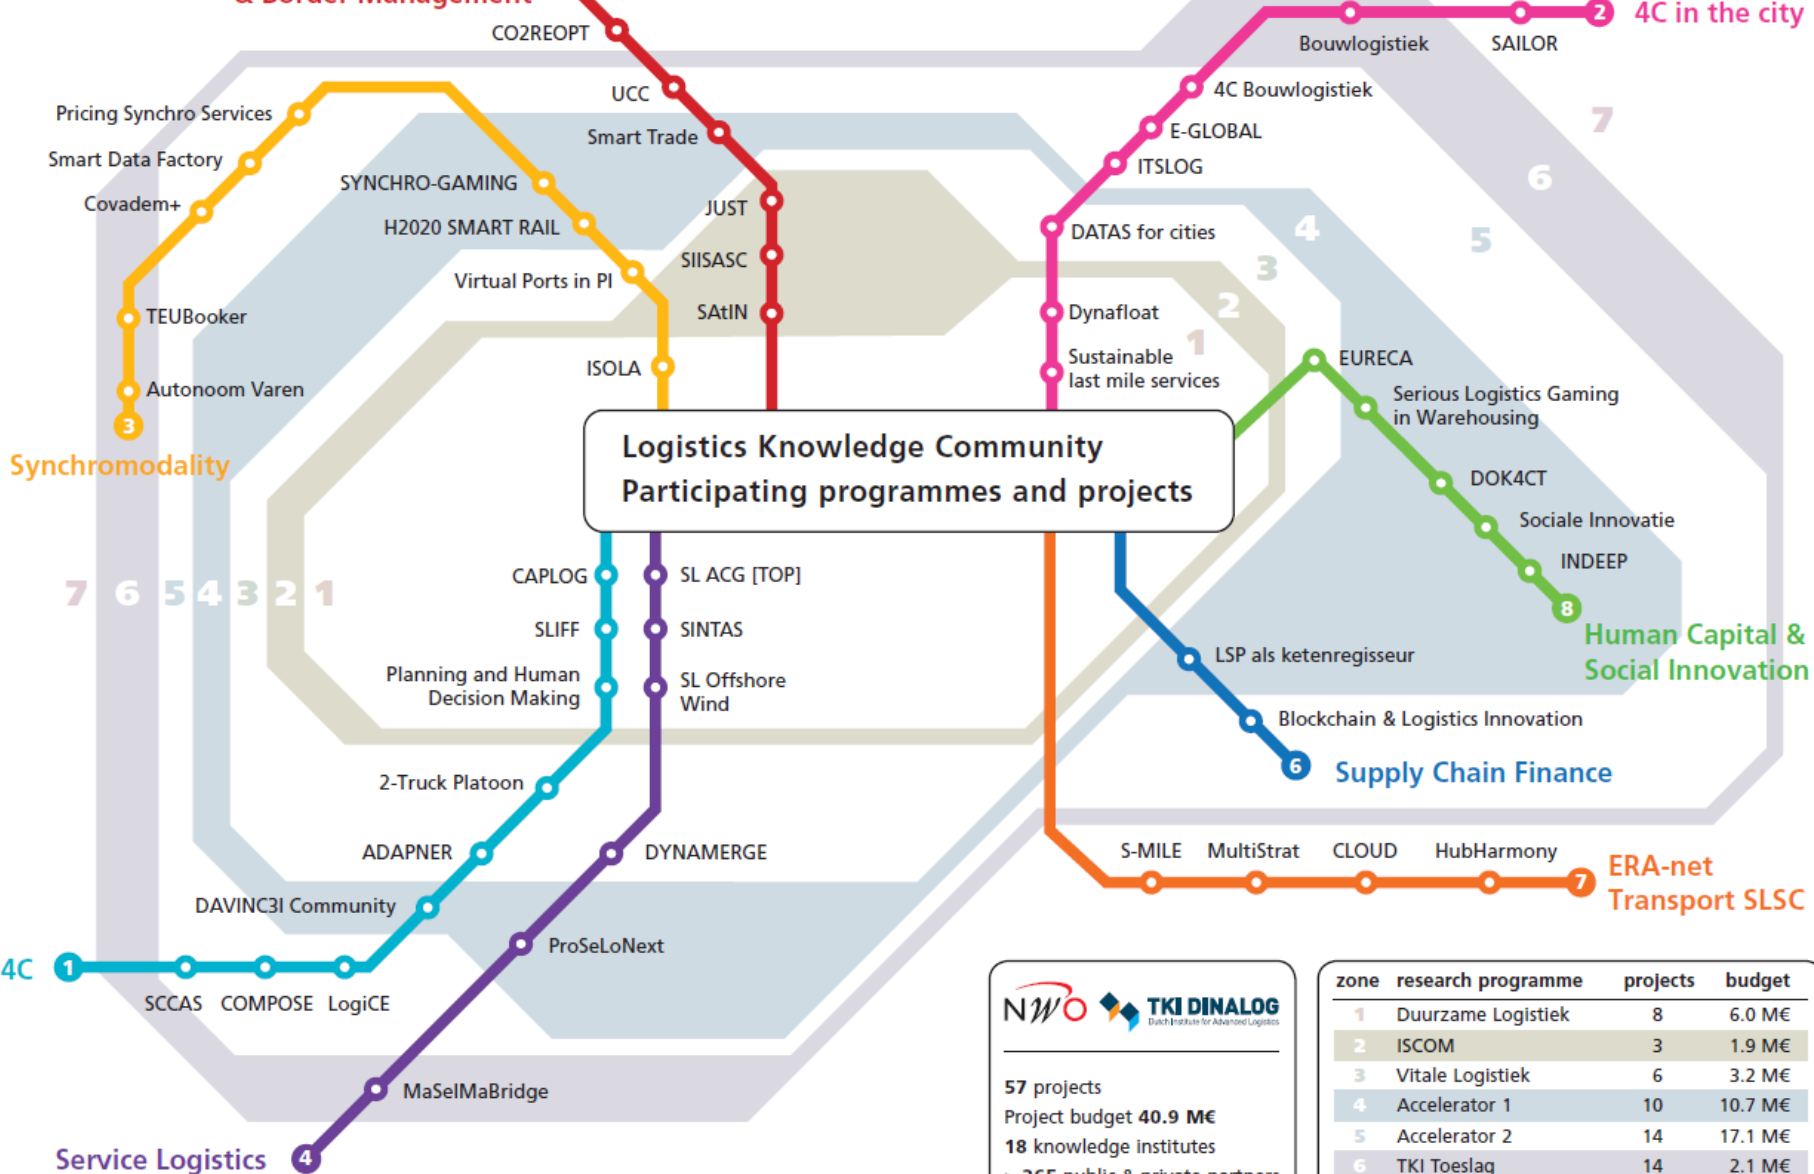 & Border Management
CO2REOPT
UCC
Smart Trade
JUST
SIISASC
SAtIN
2 4C in the city
Bouwlogistiek
SAILOR
4C Bouwlogistiek
E-GLOBAL
ITSLOG
DATAS for cities
Dynafloat
Sustainable
last mile services
Pricing Synchro Services
Smart Data Factory
Covadem+
SYNCHRO-GAMING
H2020 SMART RAIL
Virtual Ports in PI
ISOLA
TEUBooker
Autonoom Varen
3
Synchromodality
7
6
5
4
3
2
1
EURECA
Serious Logistics Gaming
in Warehousing
DOK4CT
Sociale Innovatie
INDEEP
8
Human Capital &
Social Innovation
Logistics Knowledge Community
Participating programmes and projects
7 6 5 4 3 2 1
CAPLOG
SLIFF
Planning and Human
Decision Making
2-Truck Platoon
ADAPNER
DAVINC3I Community
4C 1
SCCAS COMPOSE LogiCE
SL ACG [TOP]
SINTAS
SL Offshore
Wind
DYNAMERGE
ProSeLoNext
MaSelMaBridge
Service Logistics 4
LSP als ketenregisseur
Blockchain & Logistics Innovation
6 Supply Chain Finance
S-MILE MultiStrat CLOUD HubHarmony
7 ERA-net
Transport SLSC
NWO TKI DINALOG
Dutch Institute for Advanced Logistics
57 projects
Project budget 40.9 M€
18 knowledge institutes
zone research programme projects budget
1 Duurzame Logistiek 8 6.0 M€
2 ISCOM 3 1.9 M€
3 Vitale Logistiek 6 3.2 M€
4 Accelerator 1 10 10.7 M€
5 Accelerator 2 14 17.1 M€
6 TKI Toeslag 14 2.1 M€